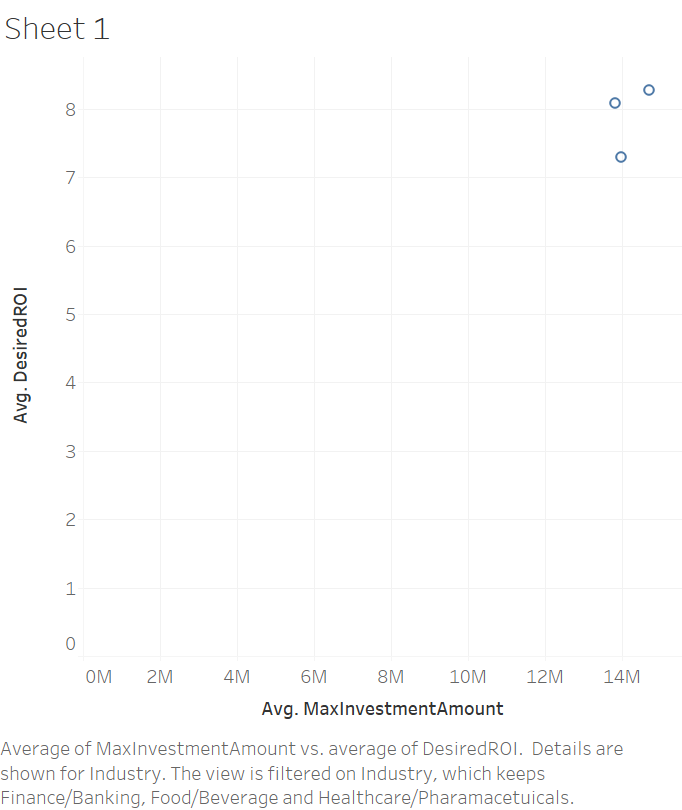 Sheet 1
8
7
6
5
4
3
2
1
0
Avg. DesiredROI
0M 2M 4M 6M 8M 10M 12M 14M
Avg. MaxInvestmentAmount
Average of MaxInvestmentAmount vs. average of DesiredROI. Details are
shown for Industry. The view is filtered on Industry, which keeps
Finance/Banking, Food/Beverage and Healthcare/Pharamacetuicals.